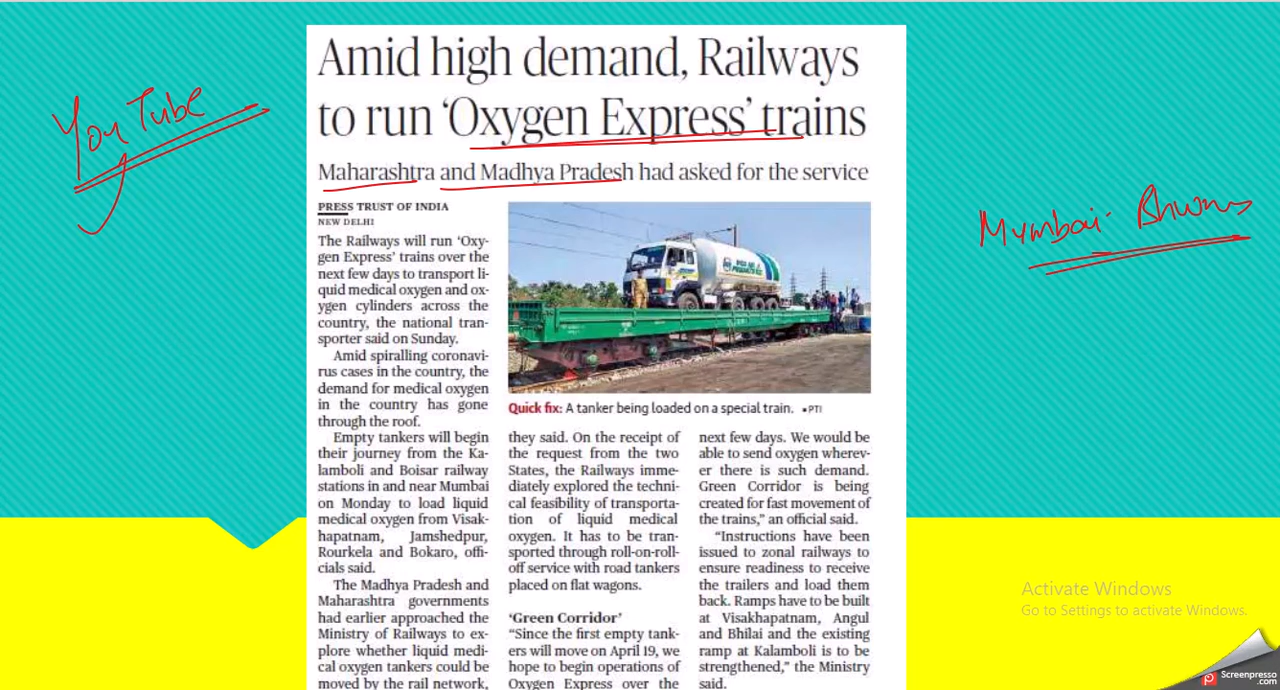 Amid high demand, Railways
to run ‘Oxygen Express’ trains
Maharashtra and Madhya Pradesh had asked for the service
YouTube
Mumbai
PRESS TRUST OF INDIA
NEW DELHI
The Railways will run ‘Oxy-
gen Express’ trains over the
next few days to transport li-
quid medical oxygen and ox-
ygen cylinders across the
country, the national tran-
sporter said on Sunday.
Amid spiralling coronavi-
rus cases in the country, the
demand for medical oxygen
in the country has gone
through the roof.
Empty tankers will begin
their journey from the Ka-
lamboli and Boisar railway
stations in and near Mumbai
on Monday to load liquid
medical oxygen from Visak-
hapatnam, Jamshedpur,
Rourkela and Bokaro, offi-
cials said.
The Madhya Pradesh and
Maharashtra governments
had earlier approached the
Ministry of Railways to ex-
plore whether liquid medi-
cal oxygen tankers could be
moved by the rail network,
Quick fix: A tanker being loaded on a special train. •PTI
they said. On the receipt of
the request from the two
States, the Railways imme-
diately explored the techni-
cal feasibility of transporta-
tion of liquid medical
oxygen. It has to be tran-
sported through roll-on-roll-
off service with road tankers
placed on flat wagons.
‘Green Corridor’
“Since the first empty tank-
ers will move on April 19, we
hope to begin operations of
Oxygen Express over the
next few days. We would be
able to send oxygen wherev-
er there is such demand.
Green Corridor is being
created for fast movement of
the trains,” an official said.
“Instructions have been
issued to zonal railways to
ensure readiness to receive
the trailers and load them
back. Ramps have to be built
at Visakhapatnam, Angul
and Bhilai and the existing
ramp at Kalamboli is to be
strengthened,” the Ministry
said.
Activate Windows
Go to Settings to activate Windows.
Screenpresso
.com